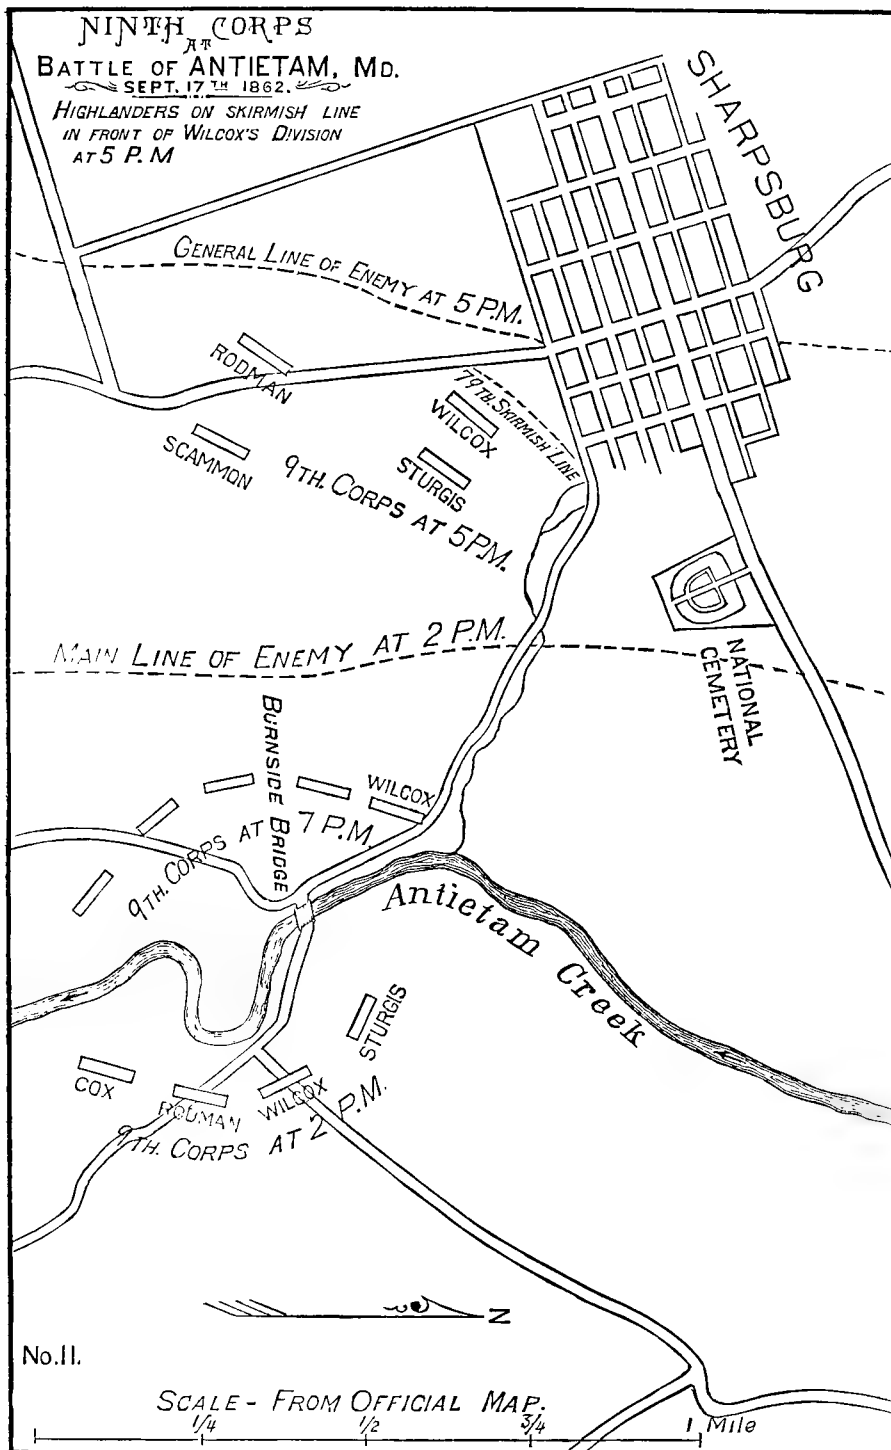 NINTH CORPS
AT
BATTLE OF ANTIETAM, MD.
SEPT. 17TH 1862.
HIGHLANDERS ON SKIRMISH LINE
IN FRONT OF WILCOX'S DIVISION
AT 5 P.M
SHARPSBURG
GENERAL LINE OF ENEMY AT 5 P.M.
RODMAN
79TH. SKIRMISH LINE
WILCOX
SCAMMON
STURGIS
9TH. CORPS AT 5 P.M.
MAIN LINE OF ENEMY AT 2 P.M.
NATIONAL
CEMETERY
BURNSIDE BRIDGE
WILCOX
9TH. CORPS AT 7 P.M.
Antietam Creek
STURGIS
COX
RODMAN
WILCOX
9TH. CORPS AT 2 P.M.
N
No.11.
SCALE - FROM OFFICIAL MAP.
1/4 1/2 3/4 1 Mile